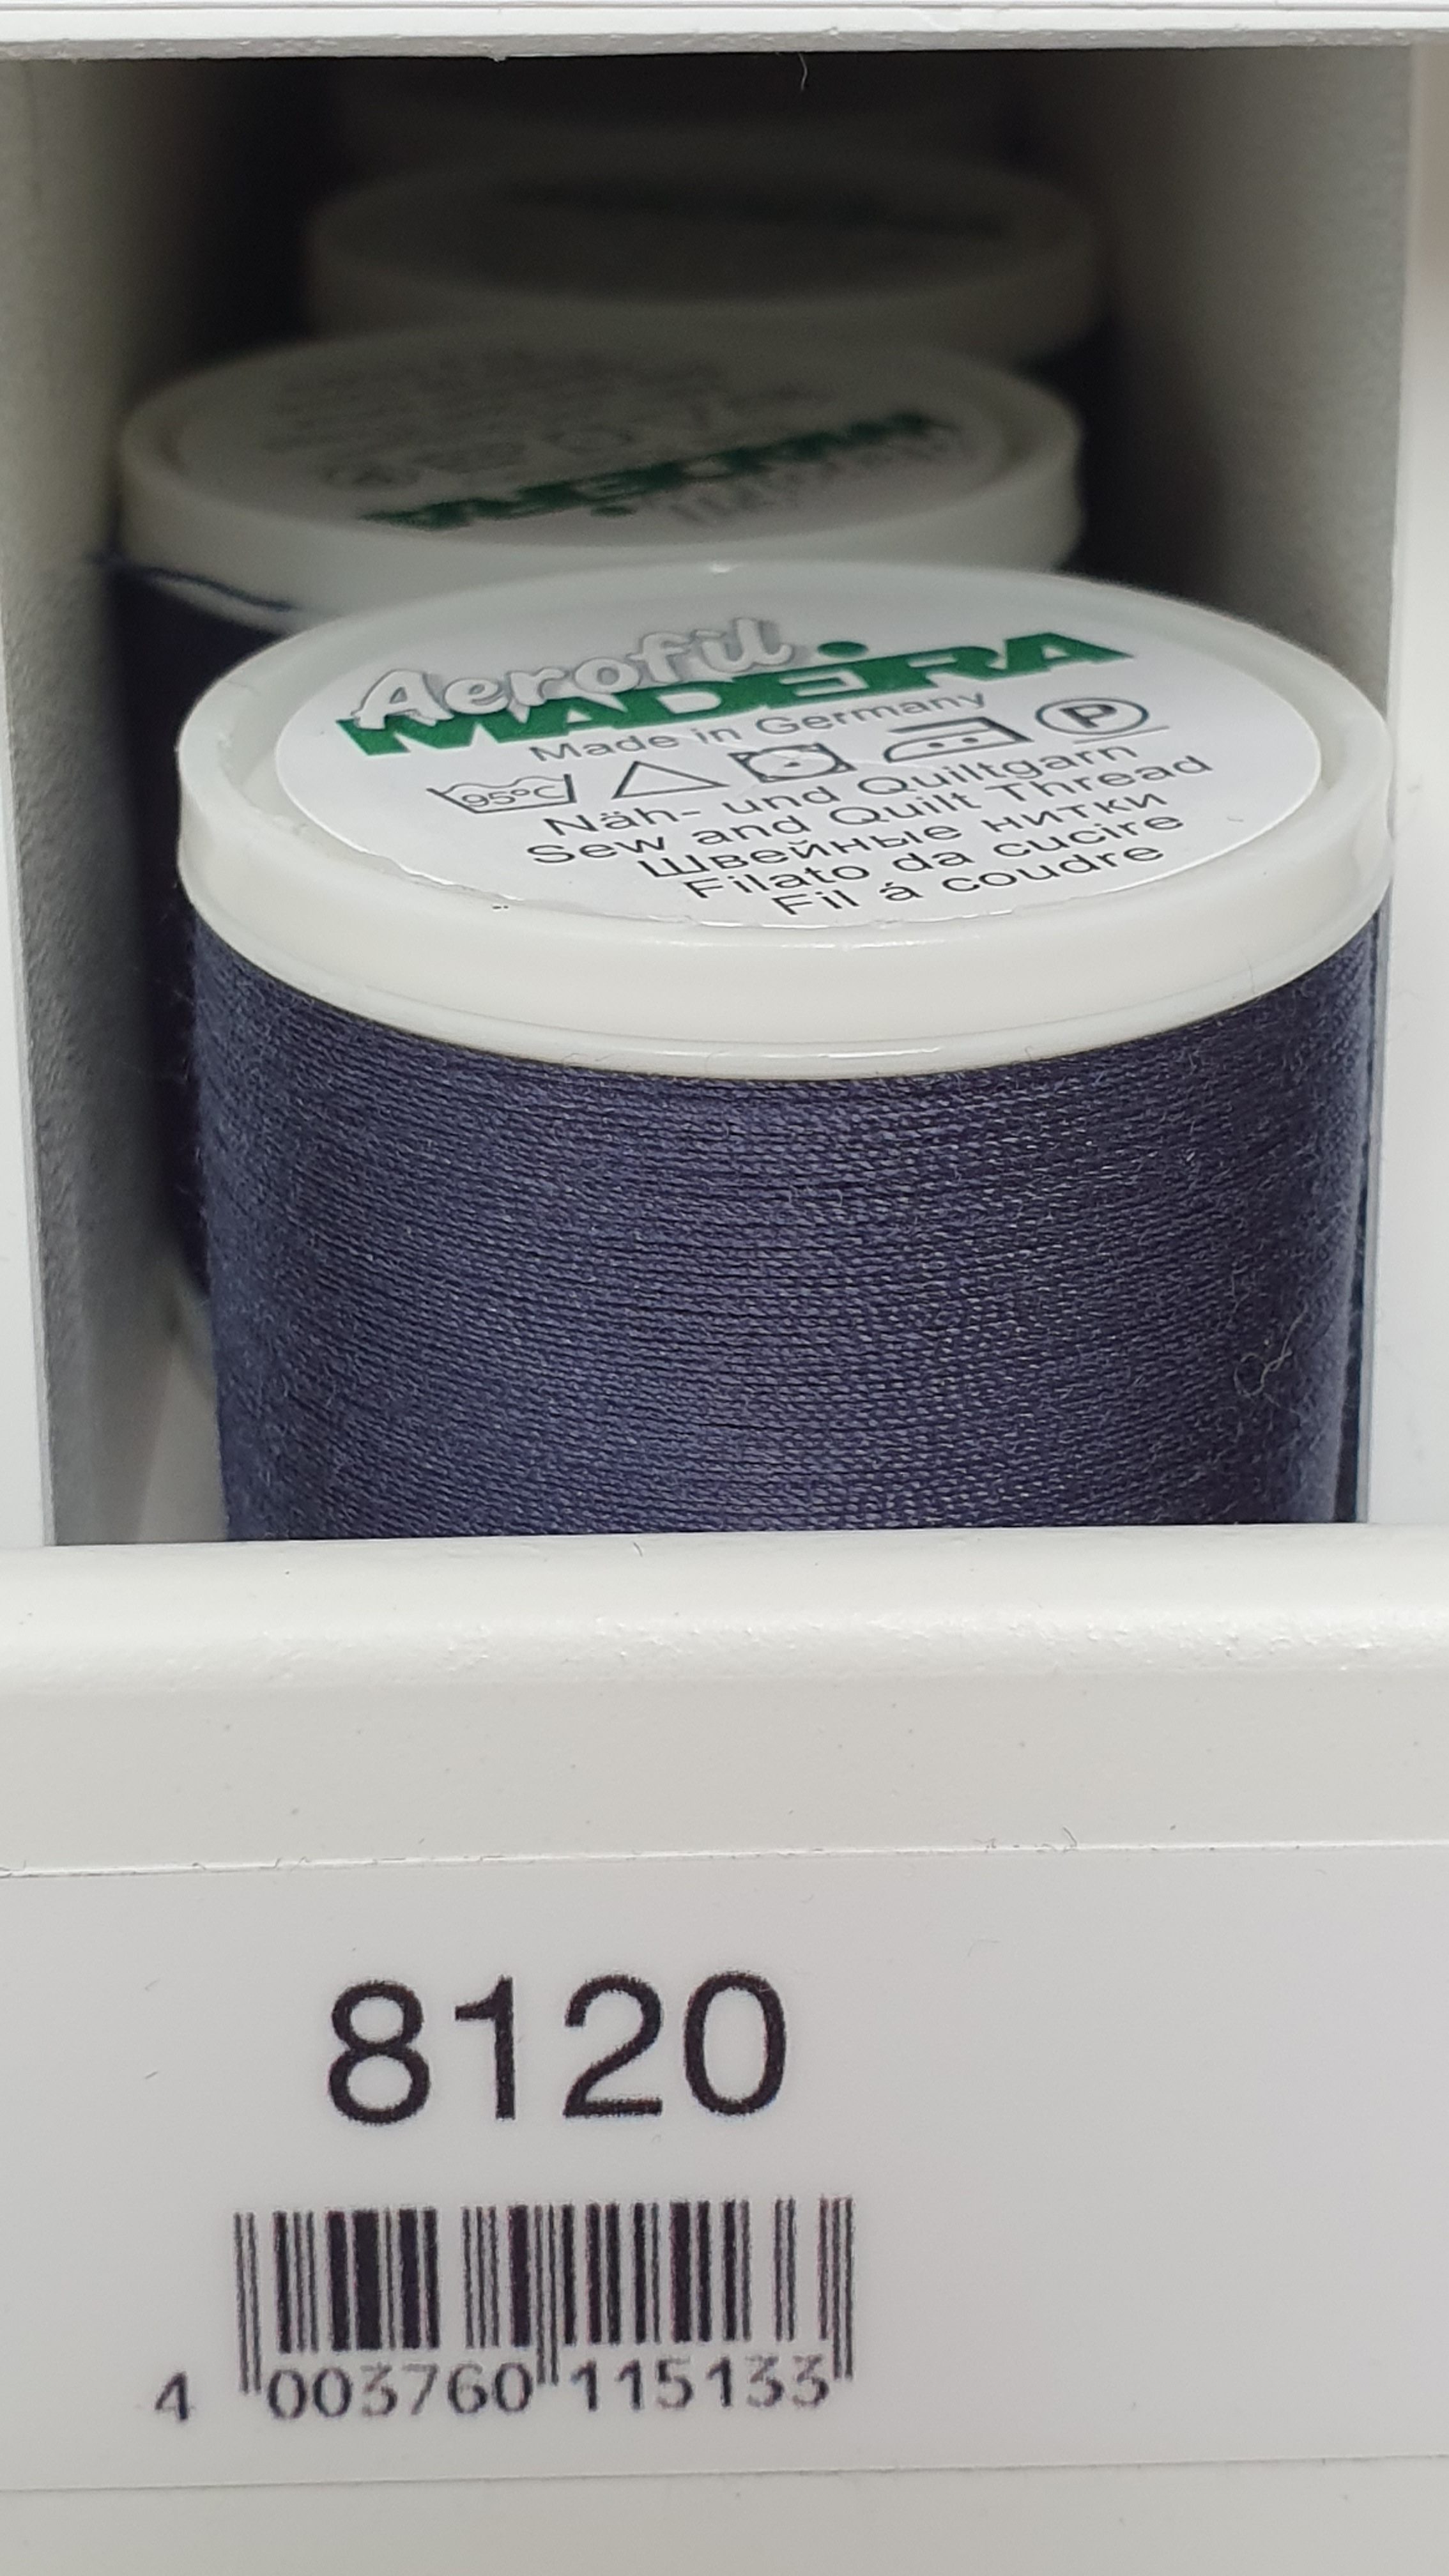 Aerofil
MADEIRA
Made in Germany
95°C P
Näh- und Quiltgarn
Sew and Quilt Thread
Швейные нитки
Filato da cucire
Fil á coudre
MADEIRA
8120
4 003760 115133